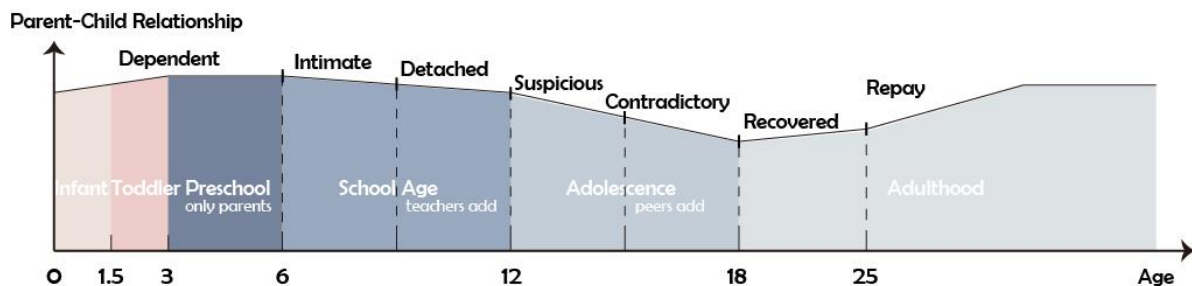 Parent-Child Relationship
Dependent
Intimate
Detached
Suspicious
Contradictory
Recovered
Repay
Infant Toddler Preschool
only parents
School Age
teachers add
Adolescence
peers add
Adulthood
0 1.5 3 6 12 18 25 Age